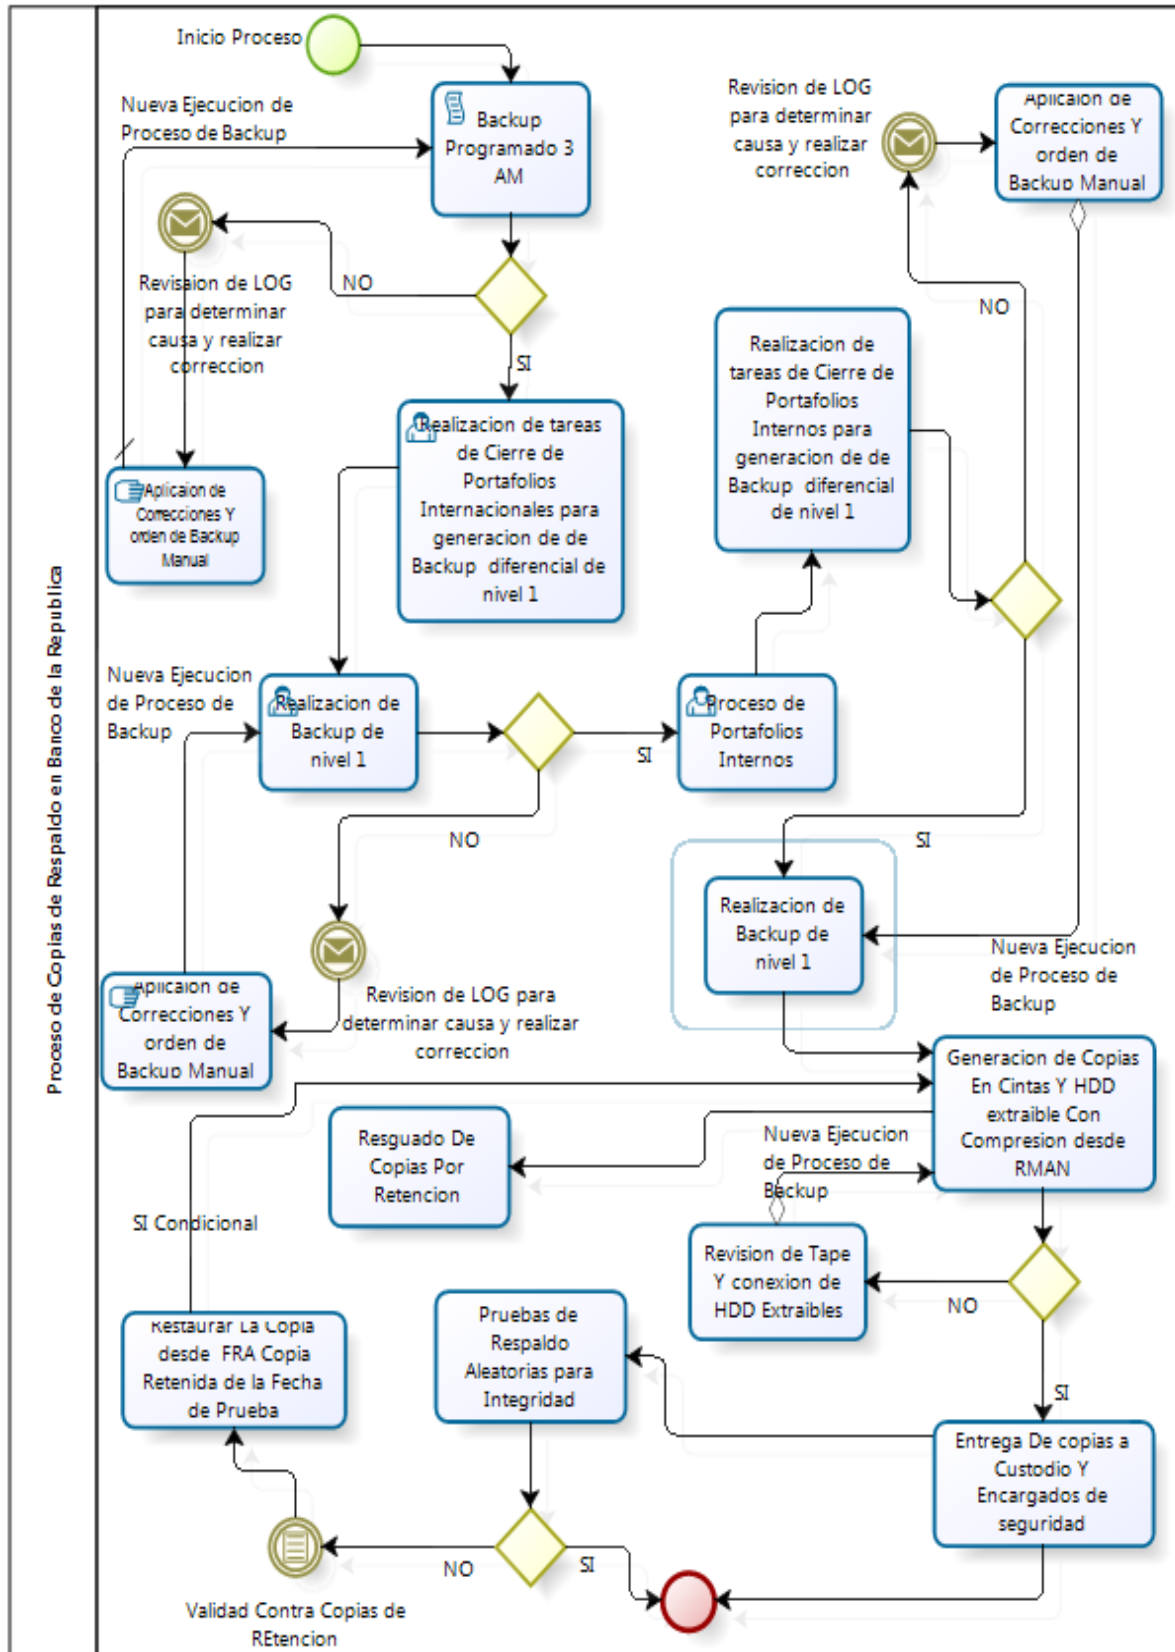 Proceso de Copias de Respaldo en Banco de la Republica
Inicio Proceso
Nueva Ejecucion de
Proceso de Backup
Backup
Programado 3
AM
Revision de LOG
para determinar
causa y realizar
correccion
Aplicaion de
Correcciones Y
orden de
Backup Manual
NO
Revisaion de LOG
para determinar
causa y realizar
correccion
SI
NO
Realizacion de
tareas de Cierre de
Portafolios
Internos para
generacion de de
Backup diferencial
de nivel 1
Realizacion de tareas
de Cierre de
Portafolios
Internacionales para
generacion de de
Backup diferencial de
nivel 1
Aplicaion de
Correcciones Y
orden de Backup
Manual
Nueva Ejecucion
de Proceso de
Backup
Realizacion de
Backup de
nivel 1
SI
Proceso de
Portafolios
Internos
NO
SI
Realizacion de
Backup de
nivel 1
Nueva Ejecucion
de Proceso de
Backup
Aplicaion de
Correcciones Y
orden de
Backup Manual
Revision de LOG para
determinar causa y realizar
correccion
Generacion de Copias
En Cintas Y HDD
extraible Con
Compresion desde
RMAN
Resguado De
Copias Por
Retencion
Nueva Ejecucion
de Proceso de
Backup
SI Condicional
Revision de Tape
Y conexion de
HDD Extraibles
NO
SI
Restaurar La Copia
desde FRA Copia
Retenida de la Fecha
de Prueba
Pruebas de
Respaldo
Aleatorias para
Integridad
Entrega De copias a
Custodio Y
Encargados de
seguridad
NO
SI
Validad Contra Copias de
REtencion